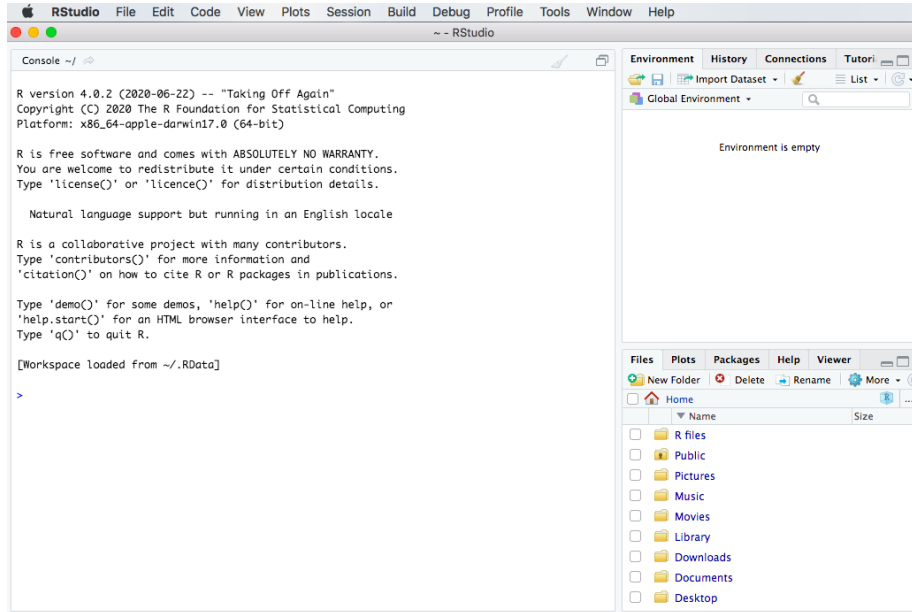 RStudio File Edit Code View Plots Session Build Debug Profile Tools Window Help
~ - RStudio
Console ~/
R version 4.0.2 (2020-06-22) -- "Taking Off Again"
Copyright (C) 2020 The R Foundation for Statistical Computing
Platform: x86_64-apple-darwin17.0 (64-bit)
R is free software and comes with ABSOLUTELY NO WARRANTY.
You are welcome to redistribute it under certain conditions.
Type 'license()' or 'licence()' for distribution details.
Natural language support but running in an English locale
R is a collaborative project with many contributors.
Type 'contributors()' for more information and
'citation()' on how to cite R or R packages in publications.
Type 'demo()' for some demos, 'help()' for on-line help, or
'help.start()' for an HTML browser interface to help.
Type 'q()' to quit R.
[Workspace loaded from ~/.RData]
>
Environment History Connections Tutori
Import Dataset List
Global Environment
Environment is empty
Files Plots Packages Help Viewer
New Folder Delete Rename More
Home R ...
Name Size
R files
Public
Pictures
Music
Movies
Library
Downloads
Documents
Desktop